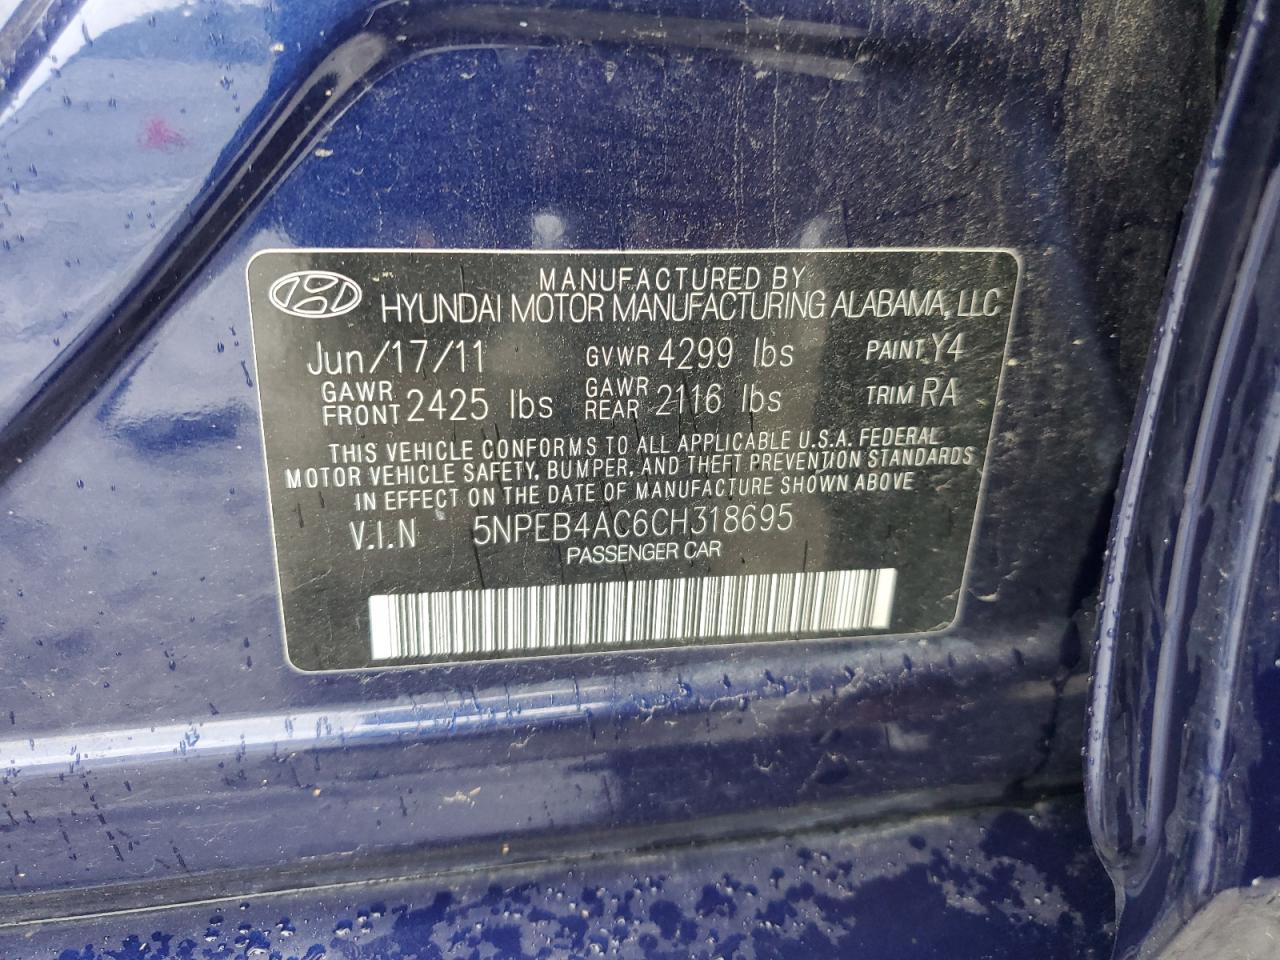 MANUFACTURED BY
HYUNDAI MOTOR MANUFACTURING ALABAMA, LLC
Jun/17/11 GVWR 4299 lbs PAINT Y4
GAWR FRONT 2425 lbs GAWR REAR 2116 lbs TRIM RA
THIS VEHICLE CONFORMS TO ALL APPLICABLE U.S.A. FEDERAL
MOTOR VEHICLE SAFETY, BUMPER, AND THEFT PREVENTION STANDARDS
IN EFFECT ON THE DATE OF MANUFACTURE SHOWN ABOVE
V.I.N 5NPEB4AC6CH318695
PASSENGER CAR